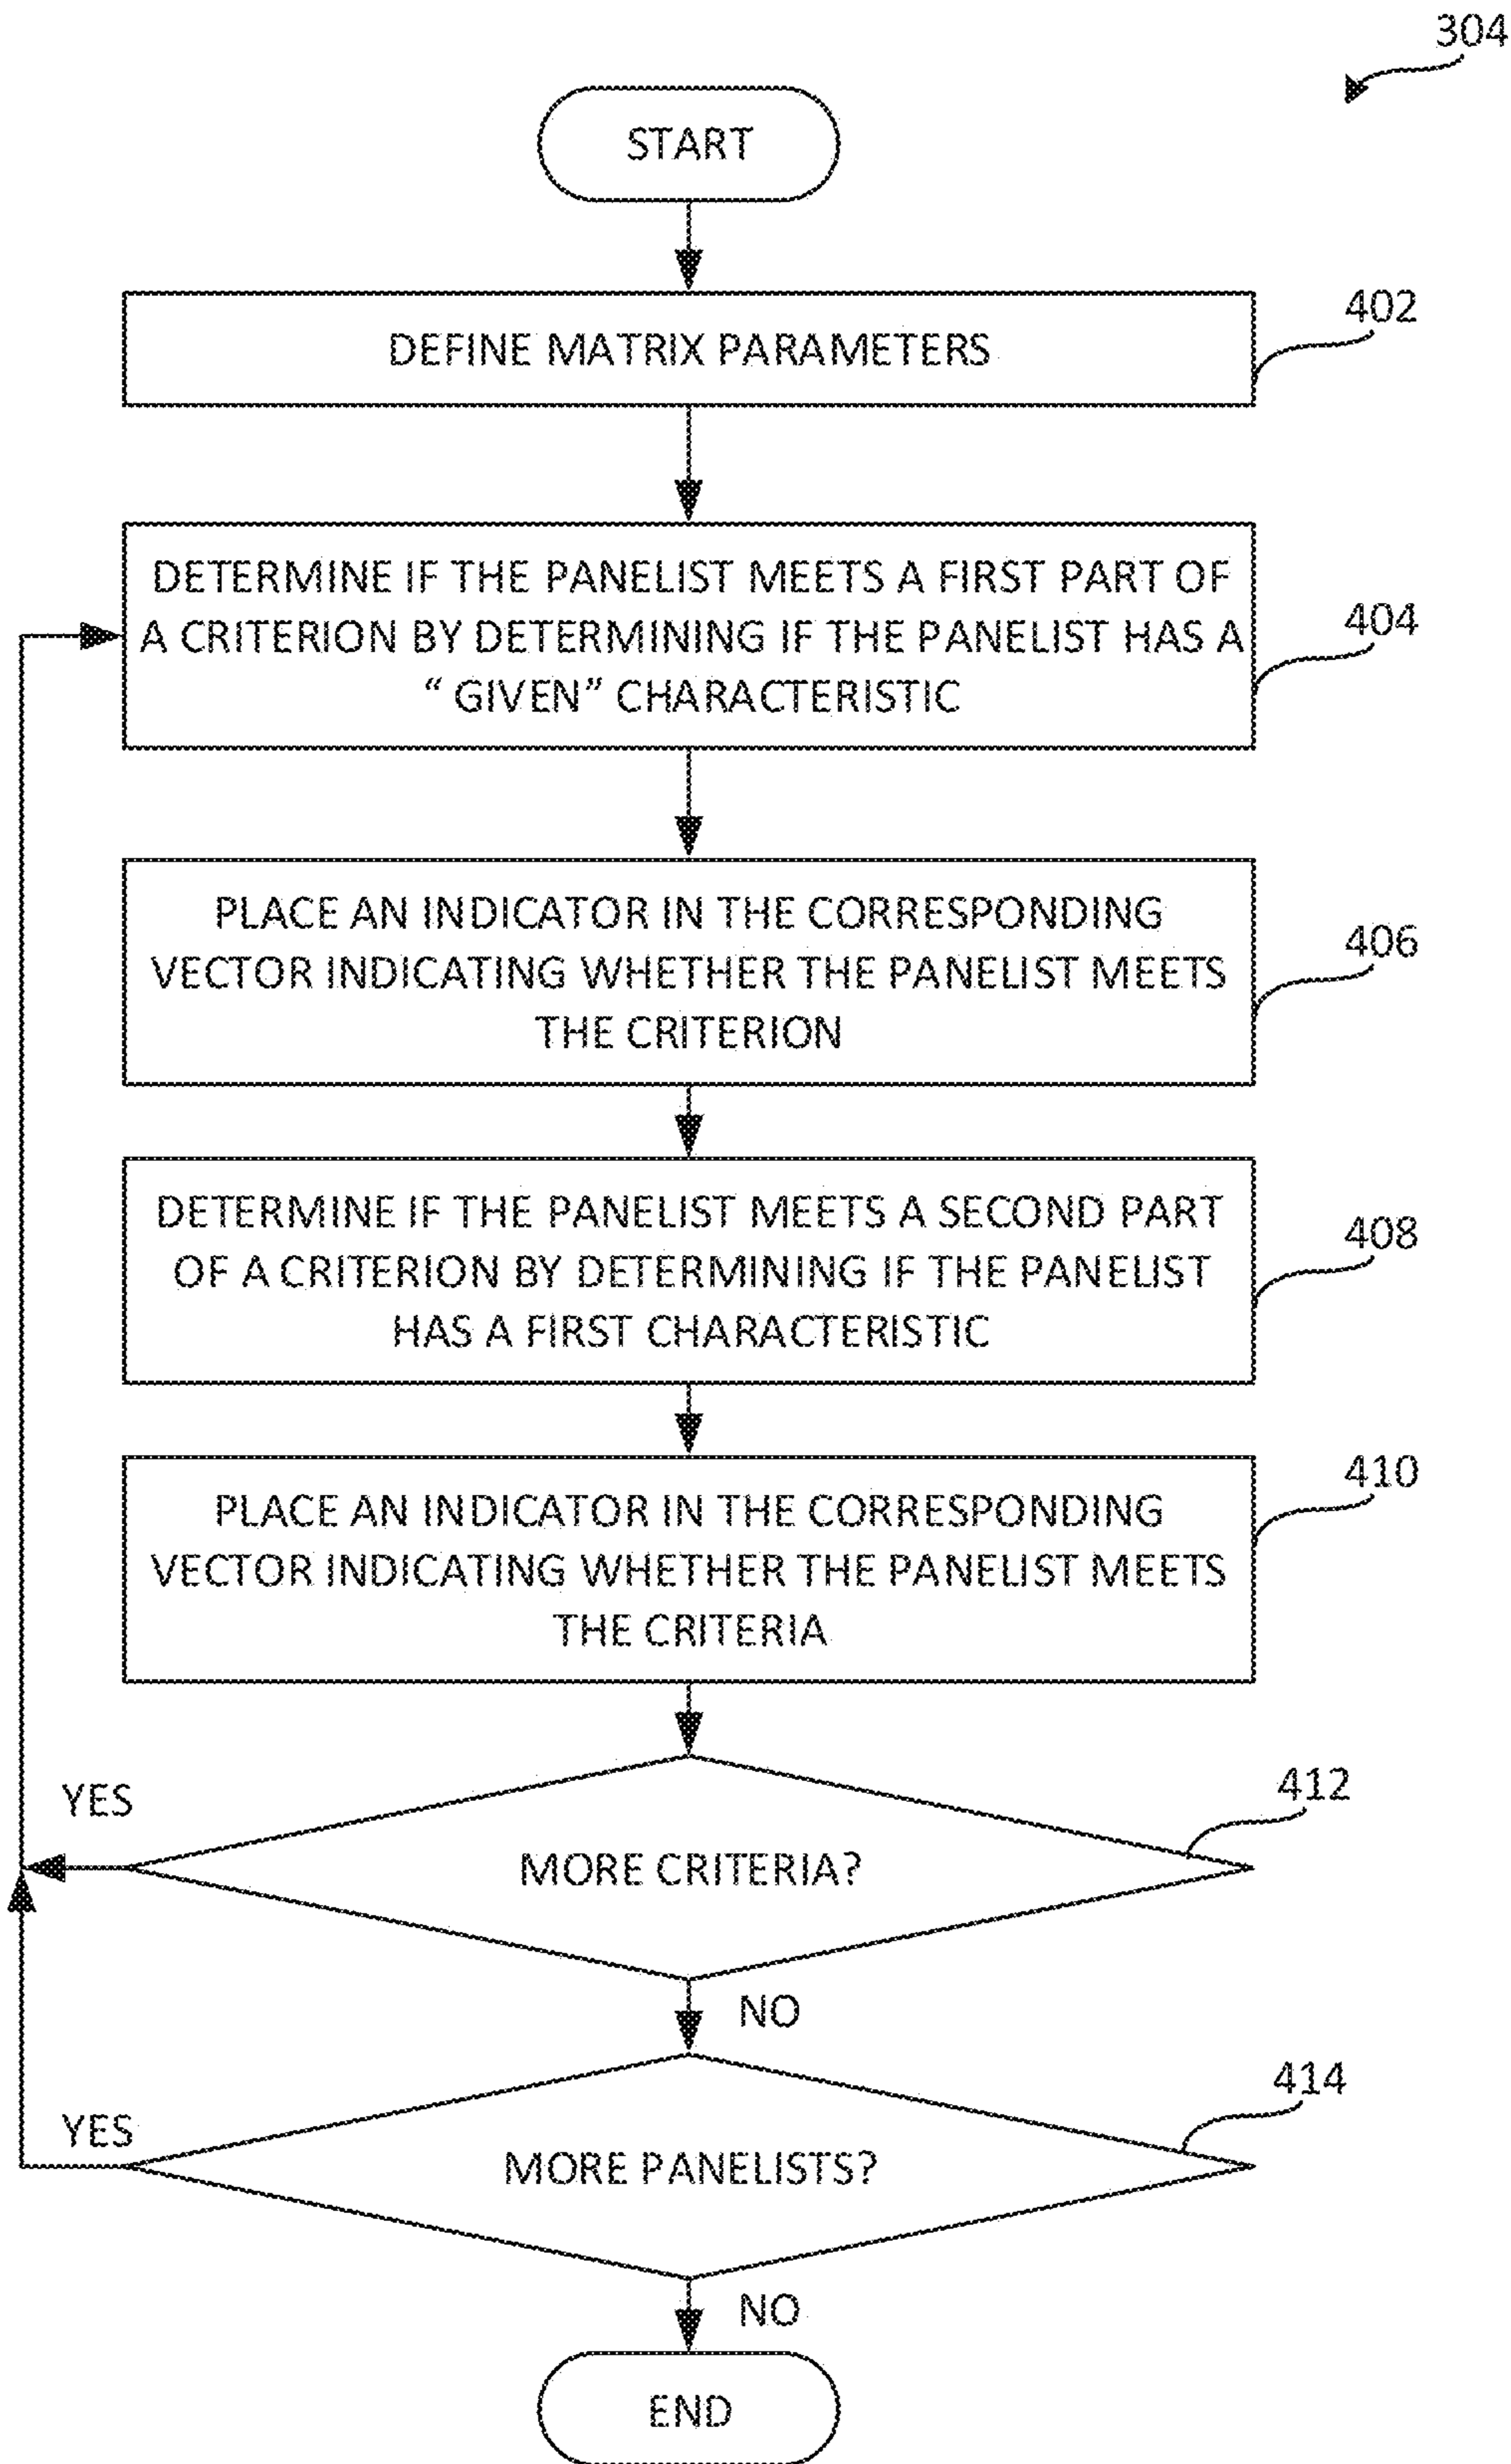 304
START
DEFINE MATRIX PARAMETERS
402
DETERMINE IF THE PANELIST MEETS A FIRST PART OF
A CRITERION BY DETERMINING IF THE PANELIST HAS A
“ GIVEN” CHARACTERISTIC
404
PLACE AN INDICATOR IN THE CORRESPONDING
VECTOR INDICATING WHETHER THE PANELIST MEETS
THE CRITERION
406
DETERMINE IF THE PANELIST MEETS A SECOND PART
OF A CRITERION BY DETERMINING IF THE PANELIST
HAS A FIRST CHARACTERISTIC
408
PLACE AN INDICATOR IN THE CORRESPONDING
VECTOR INDICATING WHETHER THE PANELIST MEETS
THE CRITERIA
410
YES
MORE CRITERIA?
412
NO
YES
MORE PANELISTS?
414
NO
END